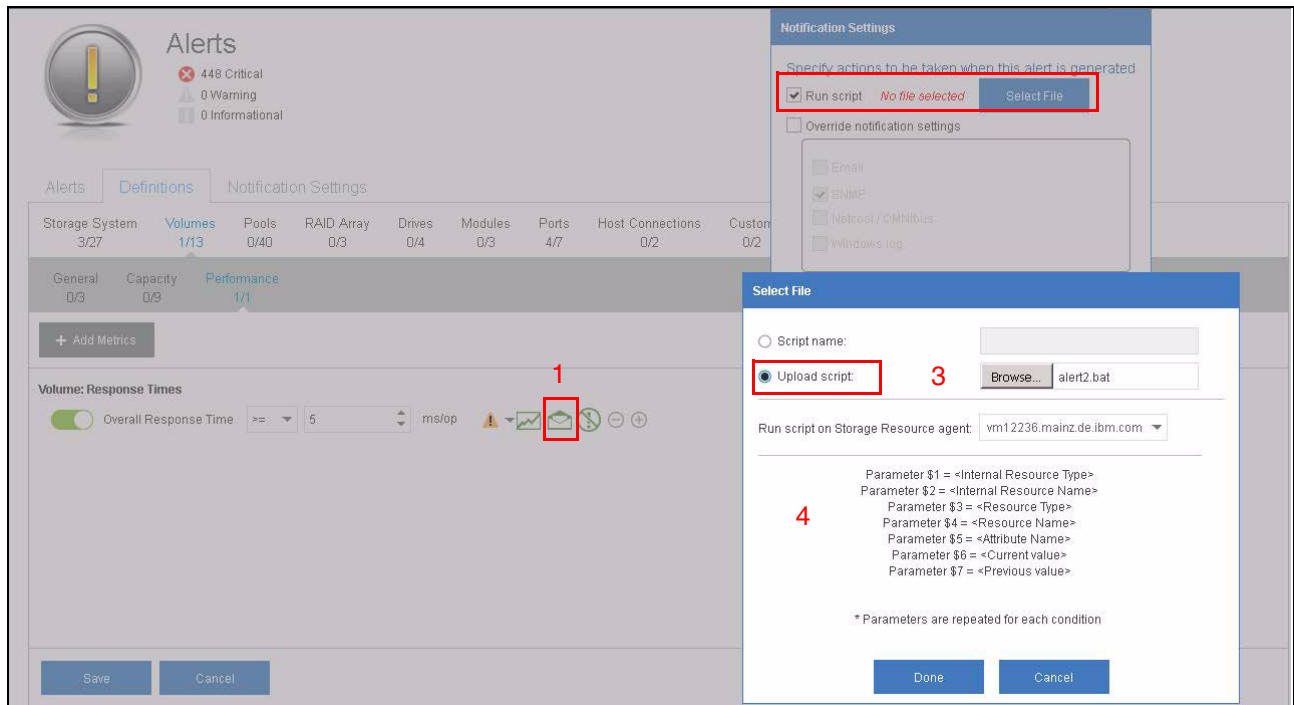 Alerts
448 Critical
0 Warning
0 Informational
Alerts Definitions Notification Settings
Storage System Volumes Pools RAID Array Drives Modules Ports Host Connections Custom
3/27 1/13 0/40 0/3 0/4 0/3 4/7 0/2 0/2
General Capacity Performance
0/3 0/9 1/1
+ Add Metrics
Volume: Response Times
1
Overall Response Time >= 5 ms/op
Save Cancel
Notification Settings
Specify actions to be taken when this alert is generated
Run script No file selected Select File
Override notification settings
Email
SNMP
Netcool / OMNIbus
Windows log
Select File
Script name:
Upload script: 3 Browse... alert2.bat
Run script on Storage Resource agent: vm12236.mainz.de.ibm.com
4
Parameter $1 = <Internal Resource Type>
Parameter $2 = <Internal Resource Name>
Parameter $3 = <Resource Type>
Parameter $4 = <Resource Name>
Parameter $5 = <Attribute Name>
Parameter $6 = <Current value>
Parameter $7 = <Previous value>
* Parameters are repeated for each condition
Done Cancel